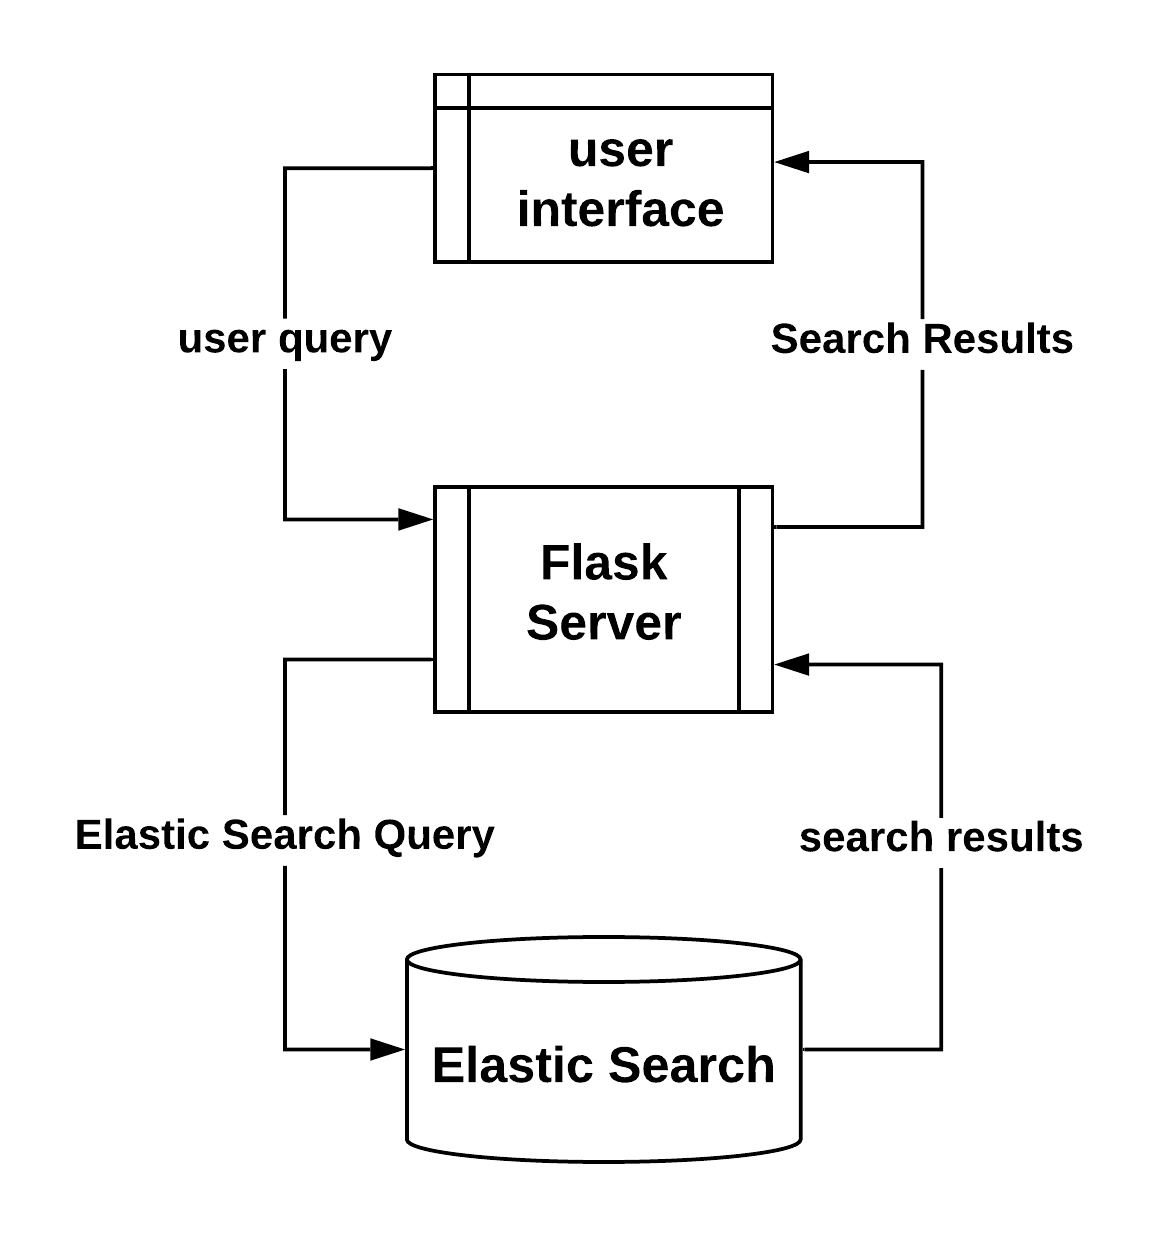 user
interface
user query
Search Results
Flask
Server
Elastic Search Query
search results
Elastic Search